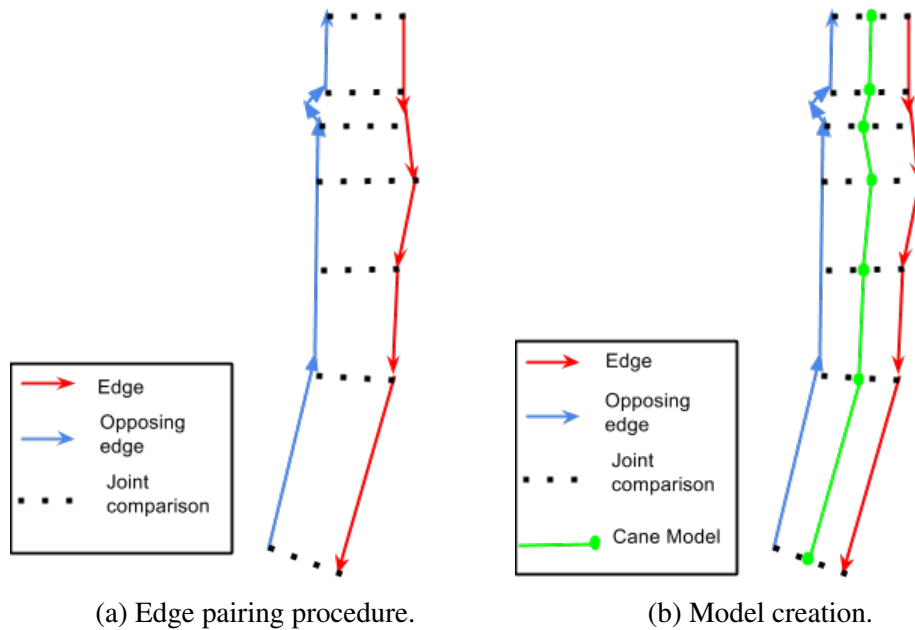 Edge
Opposing
edge
Joint
comparison
(a) Edge pairing procedure.
Edge
Opposing
edge
Joint
comparison
Cane Model
(b) Model creation.